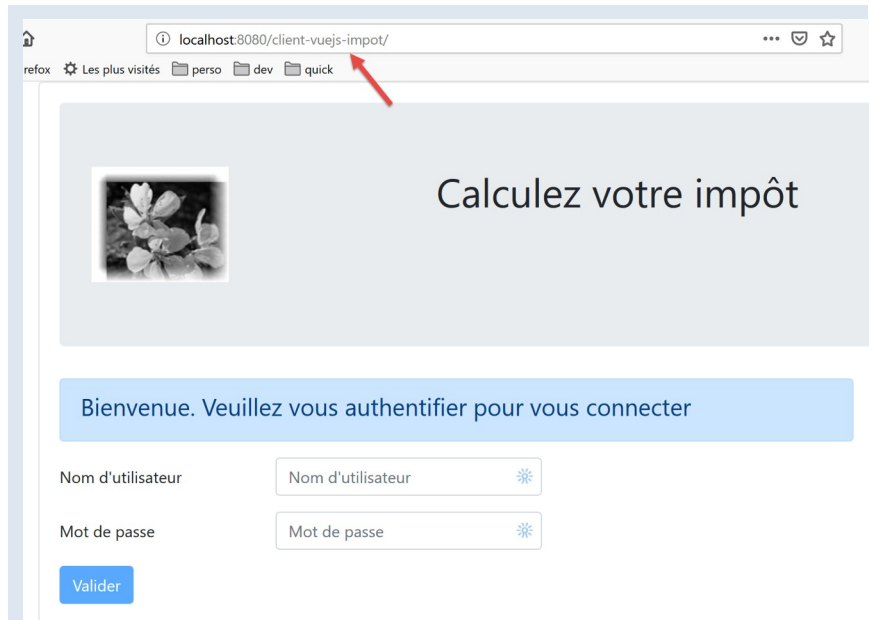 localhost:8080/client-vuejs-impot/
refox Les plus visités perso dev quick
Calculez votre impôt
Bienvenue. Veuillez vous authentifier pour vous connecter
Nom d'utilisateur Nom d'utilisateur
Mot de passe Mot de passe
Valider